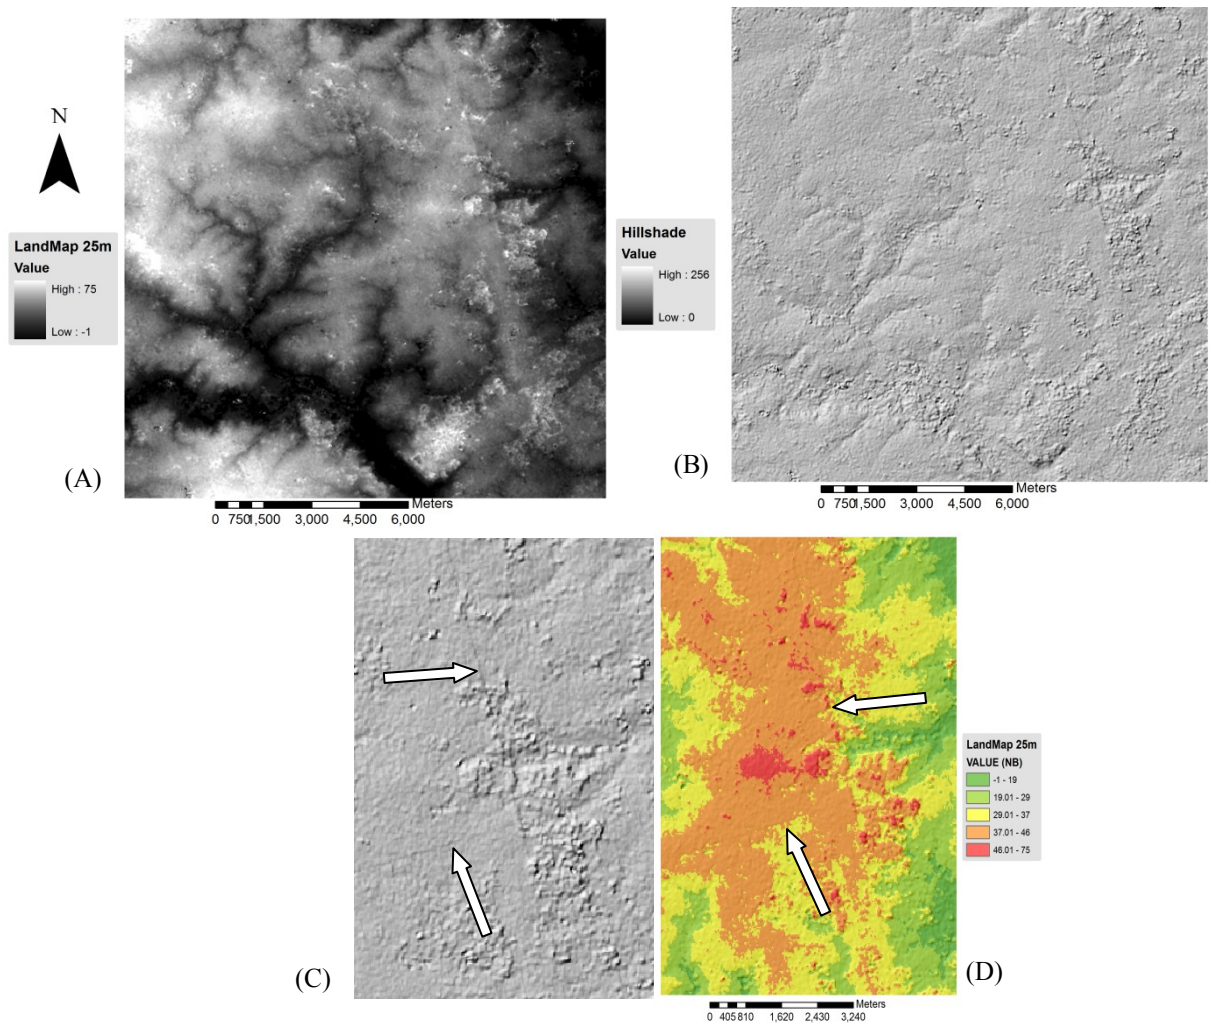 N
LandMap 25m
Value
High : 75
Low : -1
(A)
Meters
0 750 1,500 3,000 4,500 6,000
Hillshade
Value
High : 256
Low : 0
(B)
Meters
0 750 1,500 3,000 4,500 6,000
(C)
(D)
LandMap 25m
VALUE (NB)
-1 - 19
19.01 - 29
29.01 - 37
37.01 - 46
46.01 - 75
Meters
0 405 810 1,620 2,430 3,240